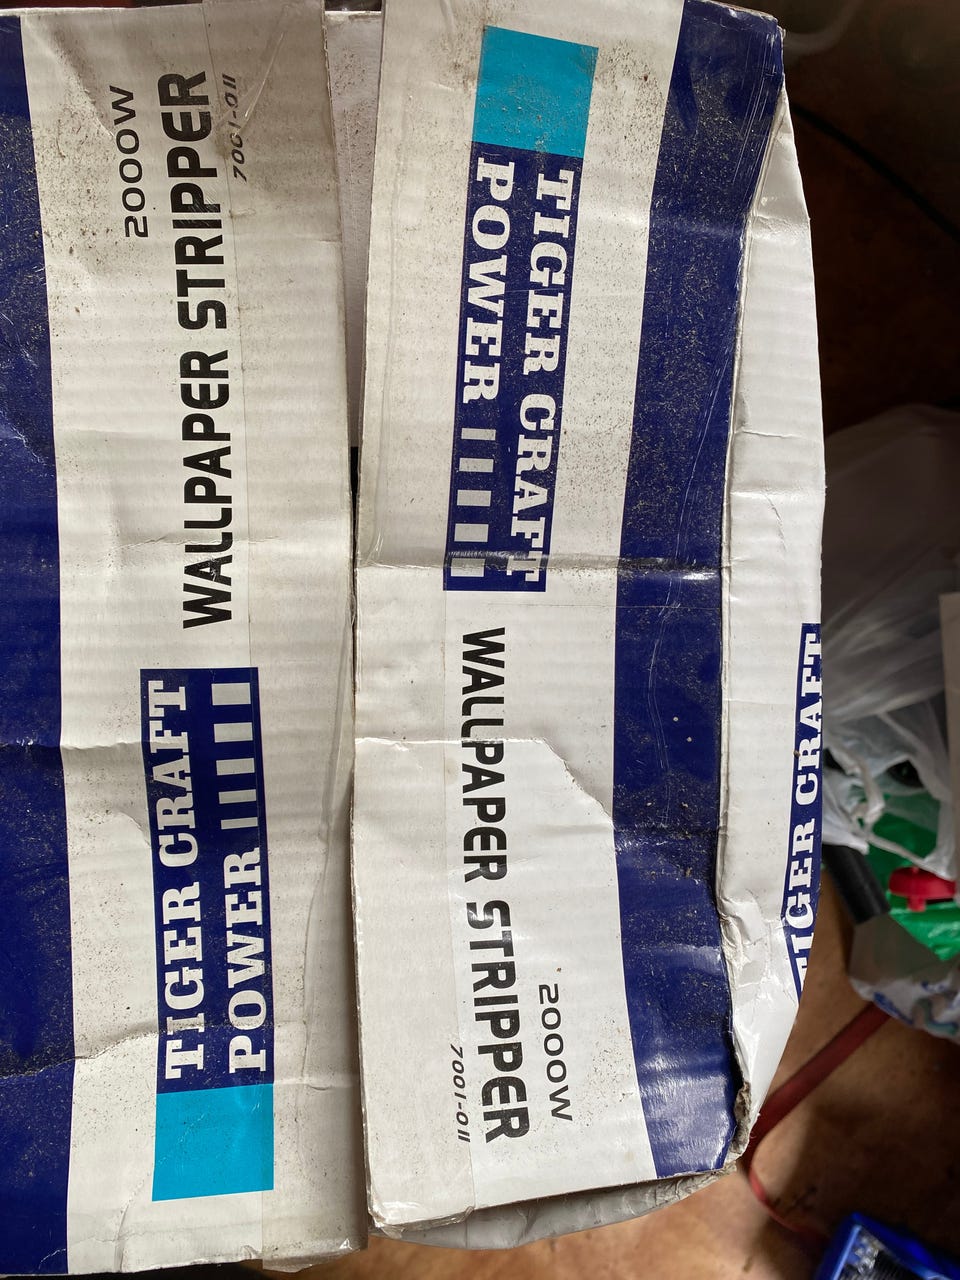 2000W
WALLPAPER STRIPPER
7001-011
TIGER CRAFT
POWER
TIGER CRAFT
POWER
WALLPAPER STRIPPER
2000W
7001-011
TIGER CRAFT